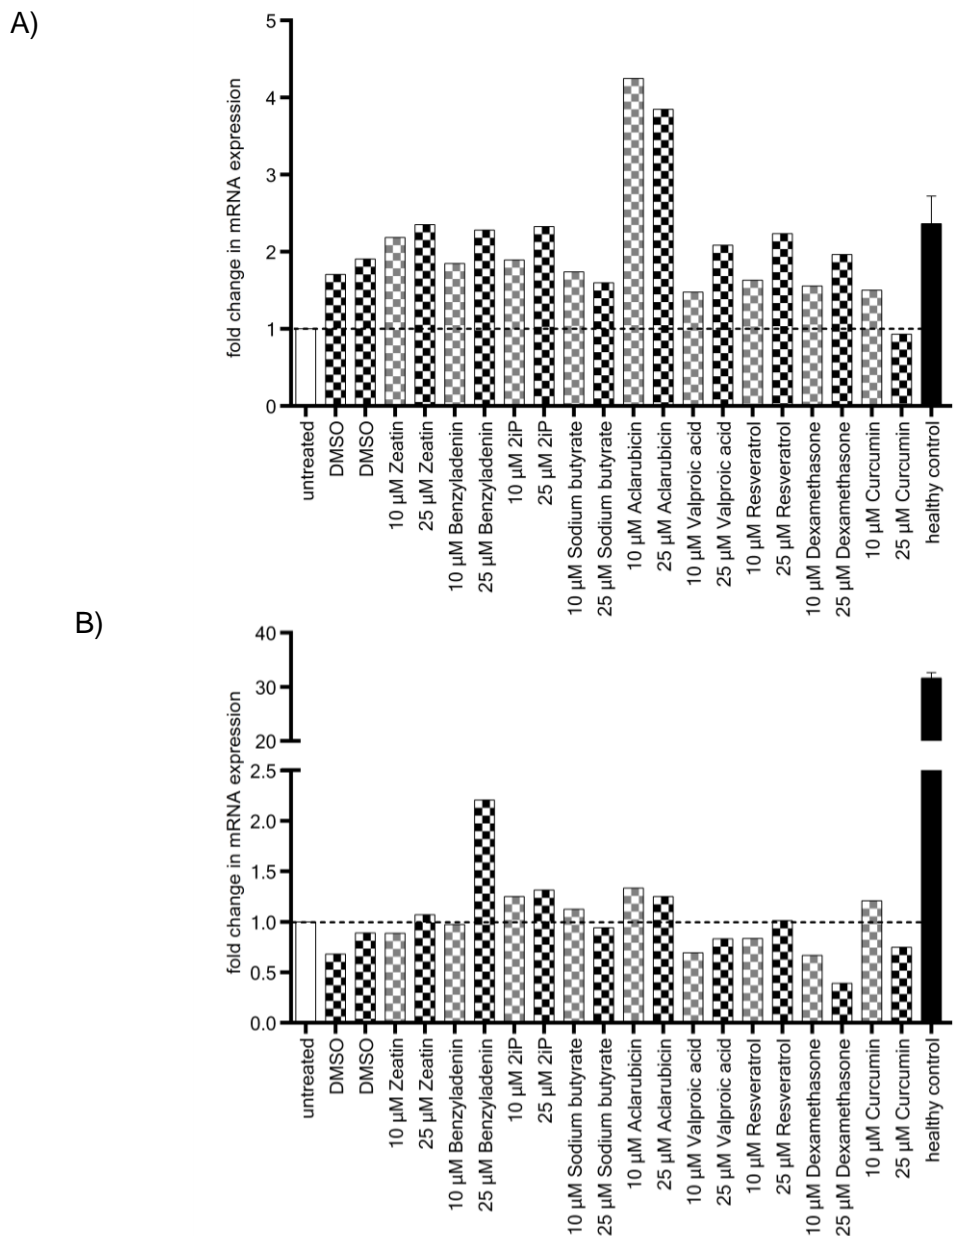 A)
fold change in mRNA expression
5
4
3
2
1
0
untreated
DMSO
DMSO
10 µM Zeatin
25 µM Zeatin
10 µM Benzyladenin
25 µM Benzyladenin
10 µM 2iP
25 µM 2iP
10 µM Sodium butyrate
25 µM Sodium butyrate
10 µM Aclarubicin
25 µM Aclarubicin
10 µM Valproic acid
25 µM Valproic acid
10 µM Resveratrol
25 µM Resveratrol
10 µM Dexamethasone
25 µM Dexamethasone
10 µM Curcumin
25 µM Curcumin
healthy control
B)
fold change in mRNA expression
40
30
20
2.5
2.0
1.5
1.0
0.5
0.0
untreated
DMSO
DMSO
10 µM Zeatin
25 µM Zeatin
10 µM Benzyladenin
25 µM Benzyladenin
10 µM 2iP
25 µM 2iP
10 µM Sodium butyrate
25 µM Sodium butyrate
10 µM Aclarubicin
25 µM Aclarubicin
10 µM Valproic acid
25 µM Valproic acid
10 µM Resveratrol
25 µM Resveratrol
10 µM Dexamethasone
25 µM Dexamethasone
10 µM Curcumin
25 µM Curcumin
healthy control